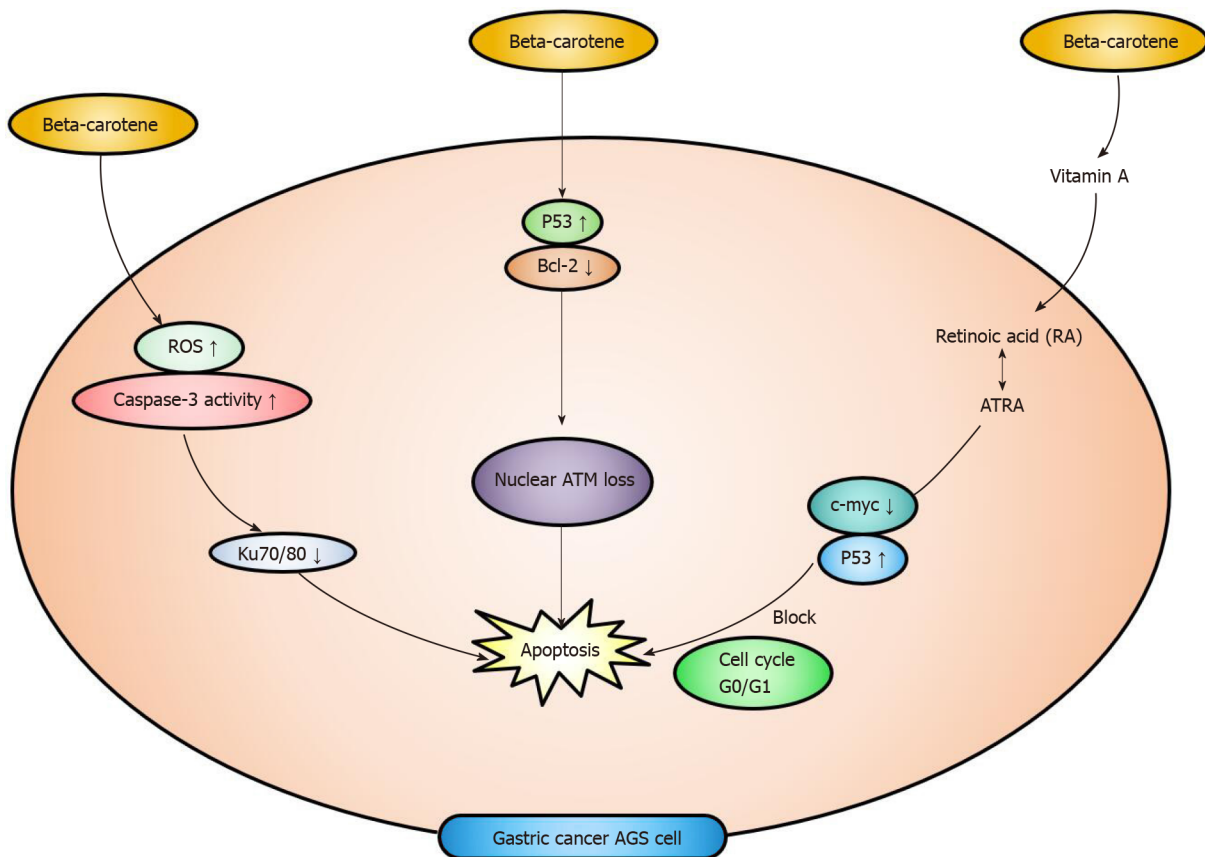 Beta-carotene
Beta-carotene
Beta-carotene
Vitamin A
P53 ↑
Bcl-2 ↓
ROS ↑
Caspase-3 activity ↑
Retinoic acid (RA)
ATRA
Nuclear ATM loss
c-myc ↓
P53 ↑
Ku70/80 ↓
Block
Apoptosis
Cell cycle
G0/G1
Gastric cancer AGS cell